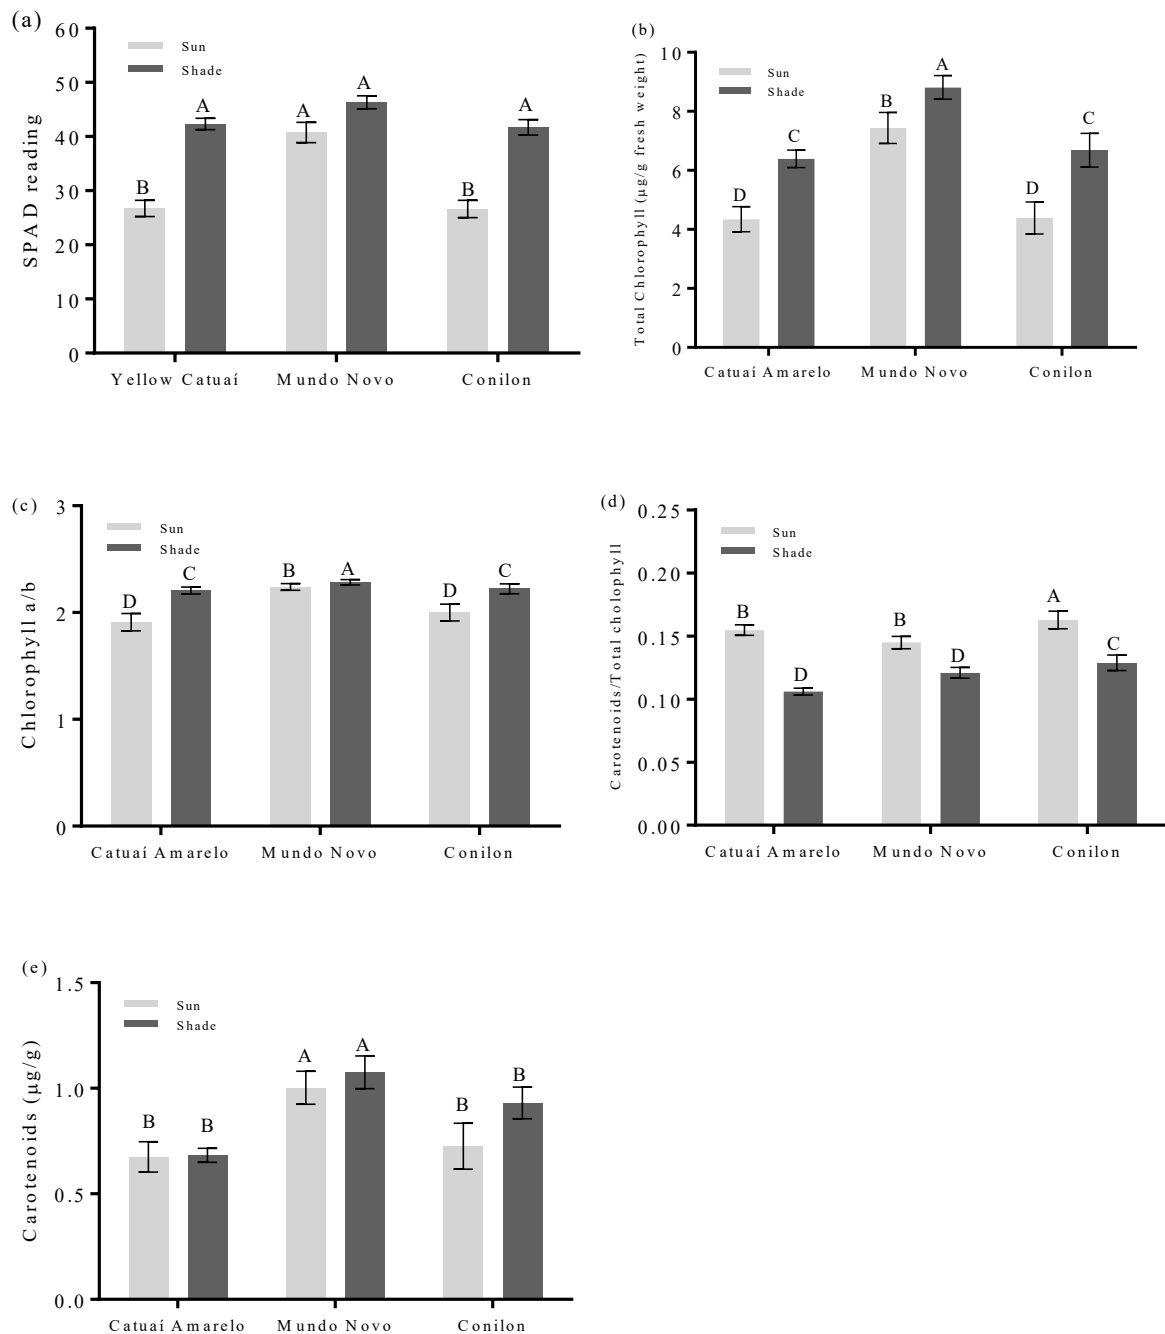 (a)
SPAD reading
60
50
40
30
20
10
0
Sun
Shade
B
A
A
A
B
A
Yellow Catuaí
Mundo Novo
Conilon
(b)
Total Chlorophyll (µg/g fresh weight)
10
8
6
4
2
0
Sun
Shade
D
C
B
A
D
C
Catuaí Amarelo
Mundo Novo
Conilon
(c)
Chlorophyll a/b
3
2
1
0
Sun
Shade
D
C
B
A
D
C
Catuaí Amarelo
Mundo Novo
Conilon
(d)
Carotenoids/Total cholophyll
0.25
0.20
0.15
0.10
0.05
0.00
Sun
Shade
B
D
B
D
A
C
Catuaí Amarelo
Mundo Novo
Conilon
(e)
Carotenoids (µg/g)
1.5
1.0
0.5
0.0
Sun
Shade
B
B
A
A
B
B
Catuaí Amarelo
Mundo Novo
Conilon